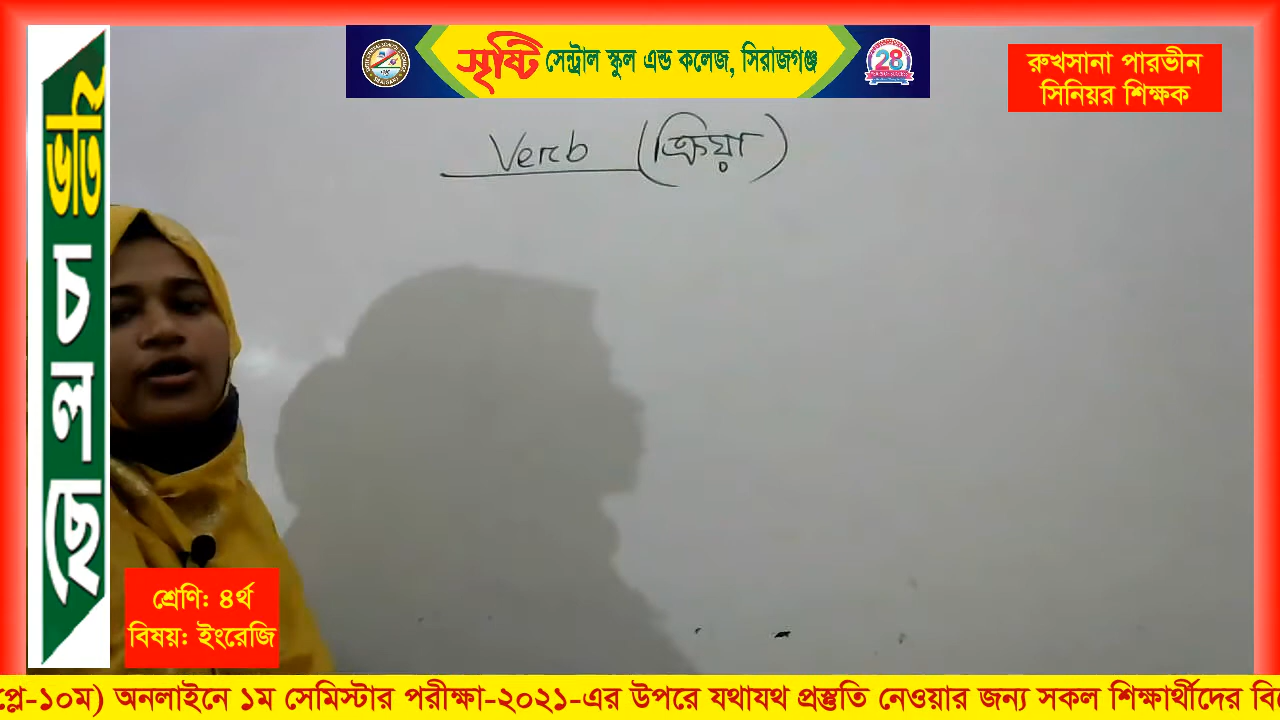 সৃষ্টি সেন্ট্রাল স্কুল এন্ড কলেজ, সিরাজগঞ্জ
28
রুখসানা পারভীন
সিনিয়র শিক্ষক
ভর্তি চলছে
Verb (ক্রিয়া)
শ্রেণি: ৪র্থ
বিষয়: ইংরেজি
প্লে-১০ম) অনলাইনে ১ম সেমিস্টার পরীক্ষা-২০২১-এর উপরে যথাযথ প্রস্তুতি নেওয়ার জন্য সকল শিক্ষার্থীদের